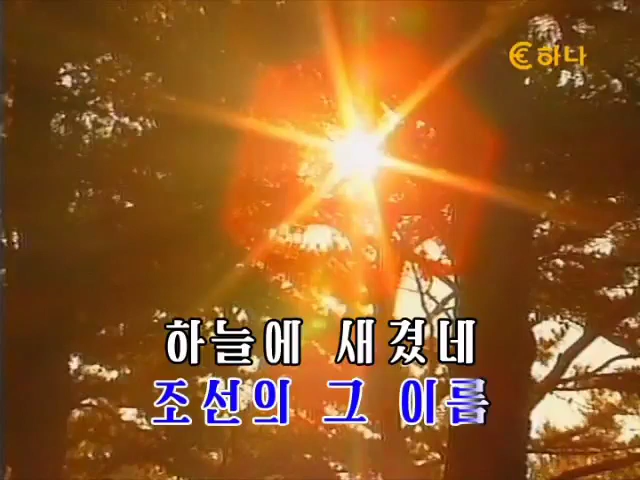 하나
하늘에 새겼네
조선의 그 이름